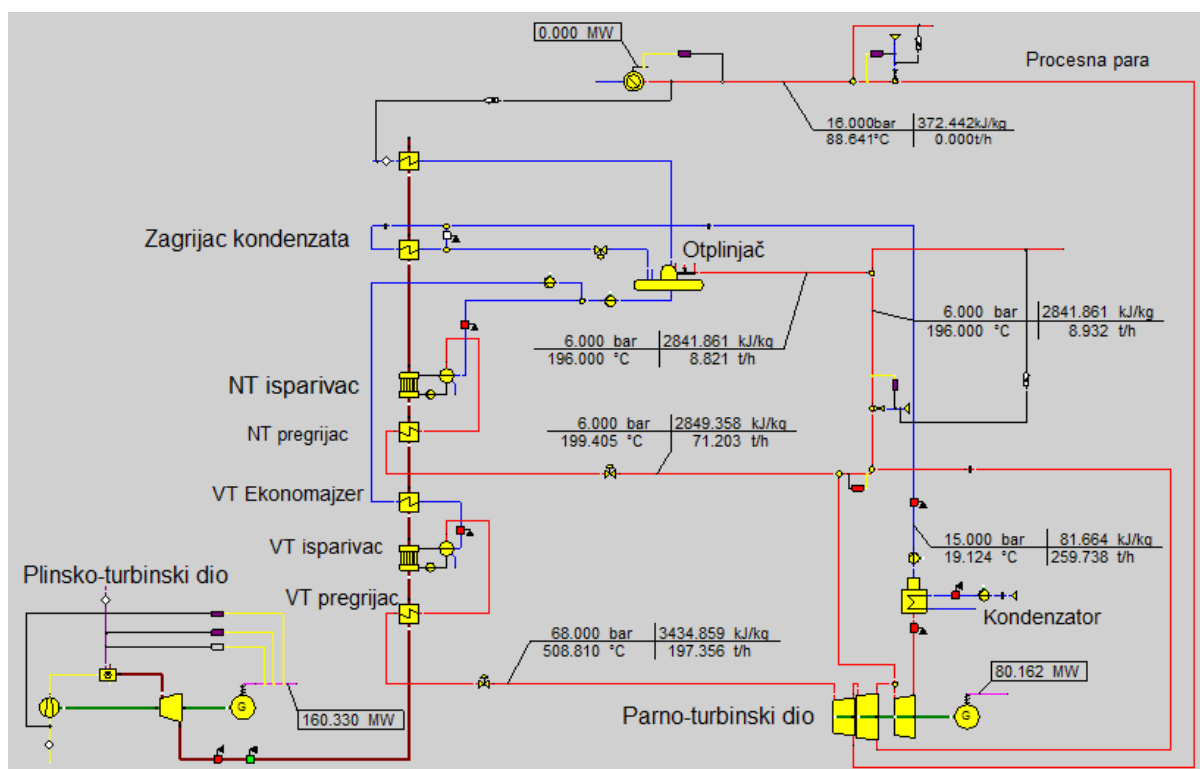 0.000 MW
Procesna para
16.000bar 372.442kJ/kg
88.641°C 0.000t/h
Zagrijac kondenzata
Otplinjač
6.000 bar 2841.861 kJ/kg
196.000 °C 8.932 t/h
6.000 bar 2841.861 kJ/kg
196.000 °C 8.821 t/h
NT isparivac
NT pregrijac
6.000 bar 2849.358 kJ/kg
199.405 °C 71.203 t/h
VT Ekonomajzer
VT isparivac
15.000 bar 81.664 kJ/kg
19.124 °C 259.738 t/h
Plinsko-turbinski dio
VT pregrijac
Kondenzator
68.000 bar 3434.859 kJ/kg
508.810 °C 197.356 t/h
80.162 MW
G
160.330 MW
Parno-turbinski dio
G